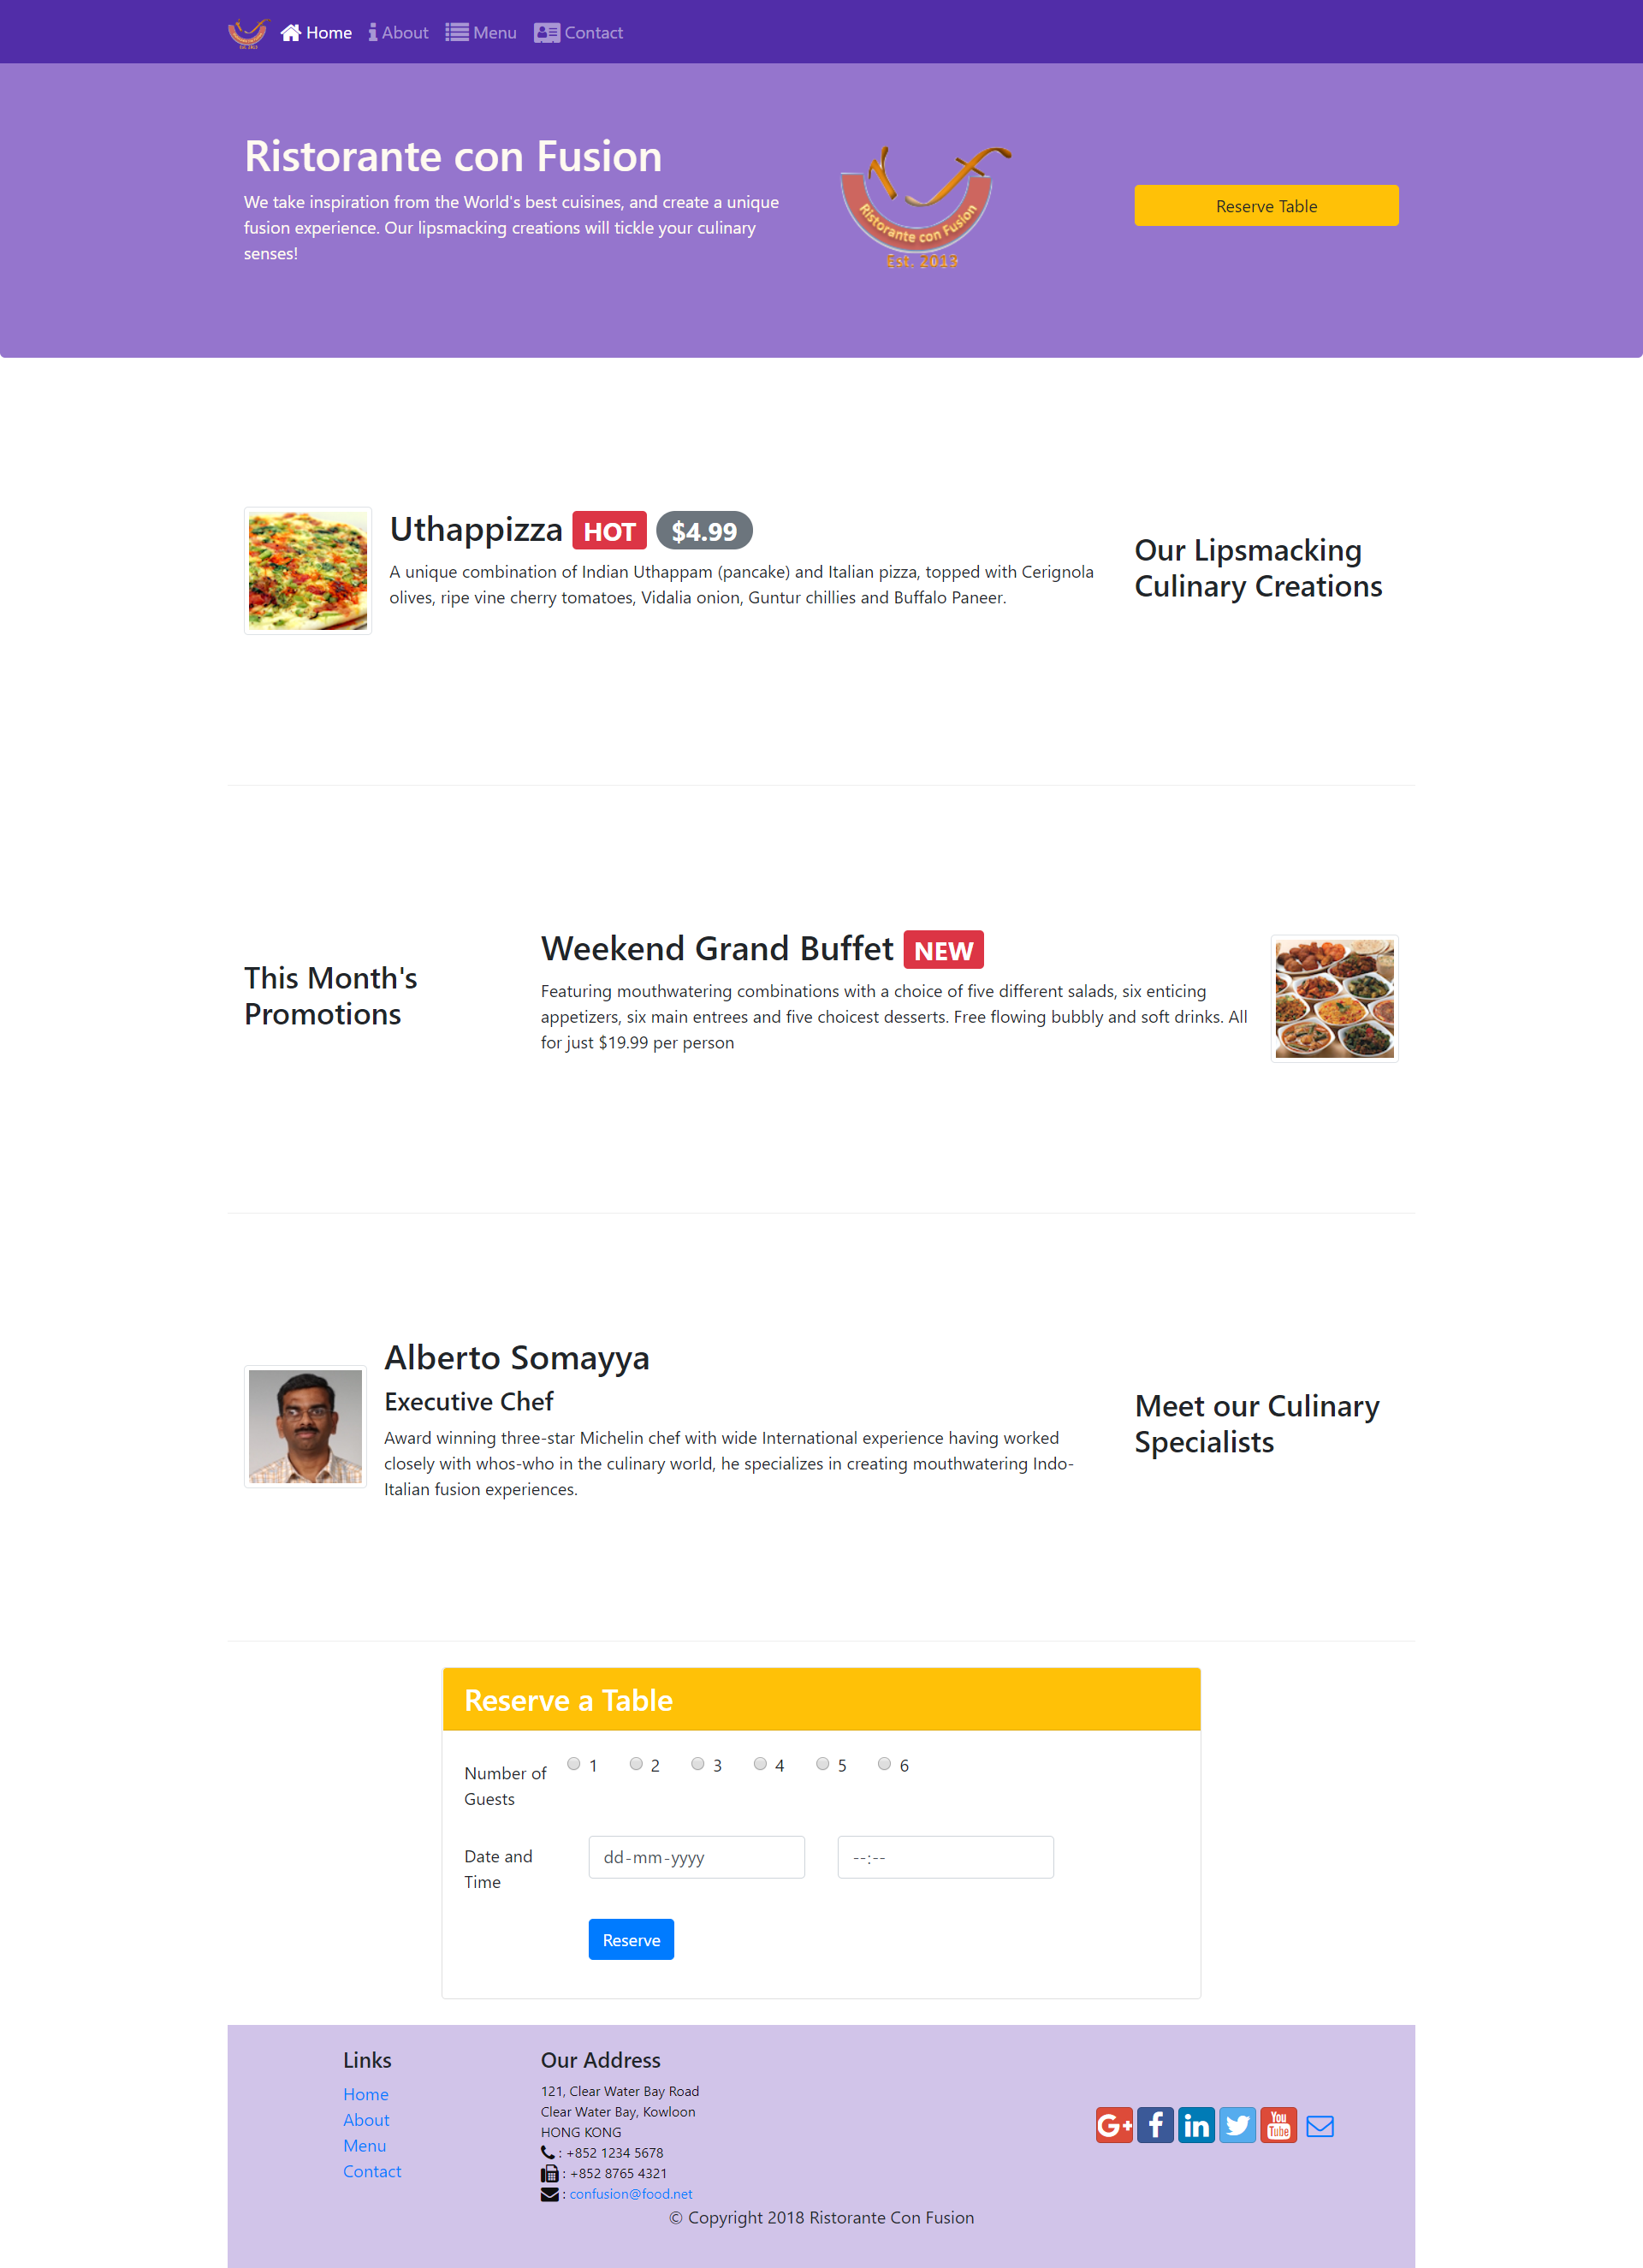 Home About Menu Contact
Ristorante con Fusion
We take inspiration from the World's best cuisines, and create a unique
fusion experience. Our lipsmacking creations will tickle your culinary
senses!
Ristorante con Fusion
Est. 2013
Reserve Table
Uthappizza HOT $4.99
A unique combination of Indian Uthappam (pancake) and Italian pizza, topped with Cerignola
olives, ripe vine cherry tomatoes, Vidalia onion, Guntur chillies and Buffalo Paneer.
Our Lipsmacking
Culinary Creations
This Month's
Promotions
Weekend Grand Buffet NEW
Featuring mouthwatering combinations with a choice of five different salads, six enticing
appetizers, six main entrees and five choicest desserts. Free flowing bubbly and soft drinks. All
for just $19.99 per person
Alberto Somayya
Executive Chef
Award winning three-star Michelin chef with wide International experience having worked
closely with whos-who in the culinary world, he specializes in creating mouthwatering Indo-
Italian fusion experiences.
Meet our Culinary
Specialists
Reserve a Table
Number of
Guests
1 2 3 4 5 6
Date and
Time
dd-mm-yyyy
--:--
Reserve
Links
Home
About
Menu
Contact
Our Address
121, Clear Water Bay Road
Clear Water Bay, Kowloon
HONG KONG
: +852 1234 5678
: +852 8765 4321
: confusion@food.net
G+ f in You Tube
© Copyright 2018 Ristorante Con Fusion